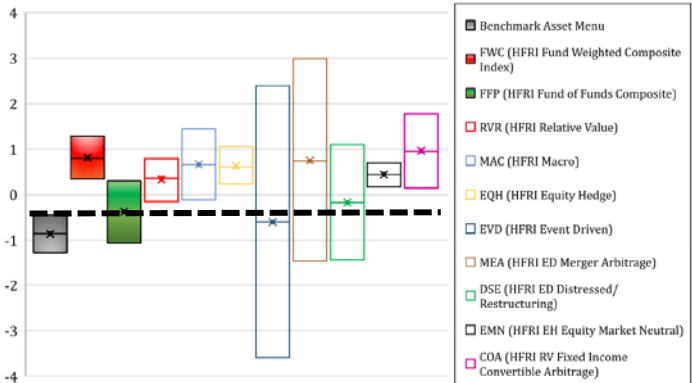 4
3
2
1
0
-1
-2
-3
-4
Benchmark Asset Menu
FWC (HFRI Fund Weighted Composite
Index)
FFP (HFRI Fund of Funds Composite)
RVR (HFRI Relative Value)
MAC (HFRI Macro)
EQH (HFRI Equity Hedge)
EVD (HFRI Event Driven)
MEA (HFRI ED Merger Arbitrage)
DSE (HFRI ED Distressed/
Restructuring)
EMN (HFRI EH Equity Market Neutral)
COA (HFRI RV Fixed Income
Convertible Arbitrage)